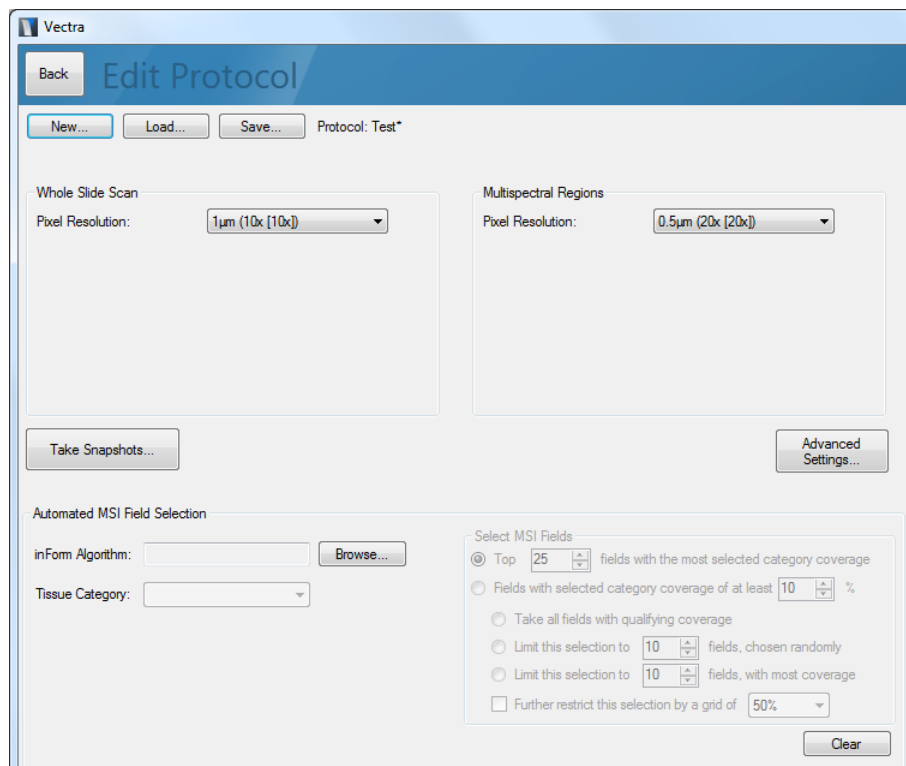 Vectra
Back
Edit Protocol
New...
Load...
Save...
Protocol: Test*
Whole Slide Scan
Pixel Resolution: 1µm (10x [10x])
Multispectral Regions
Pixel Resolution: 0.5µm (20x [20x])
Take Snapshots...
Advanced
Settings...
Automated MSI Field Selection
inForm Algorithm: Browse...
Tissue Category:
Select MSI Fields
Top 25 fields with the most selected category coverage
Fields with selected category coverage of at least 10 %
Take all fields with qualifying coverage
Limit this selection to 10 fields, chosen randomly
Limit this selection to 10 fields, with most coverage
Further restrict this selection by a grid of 50%
Clear